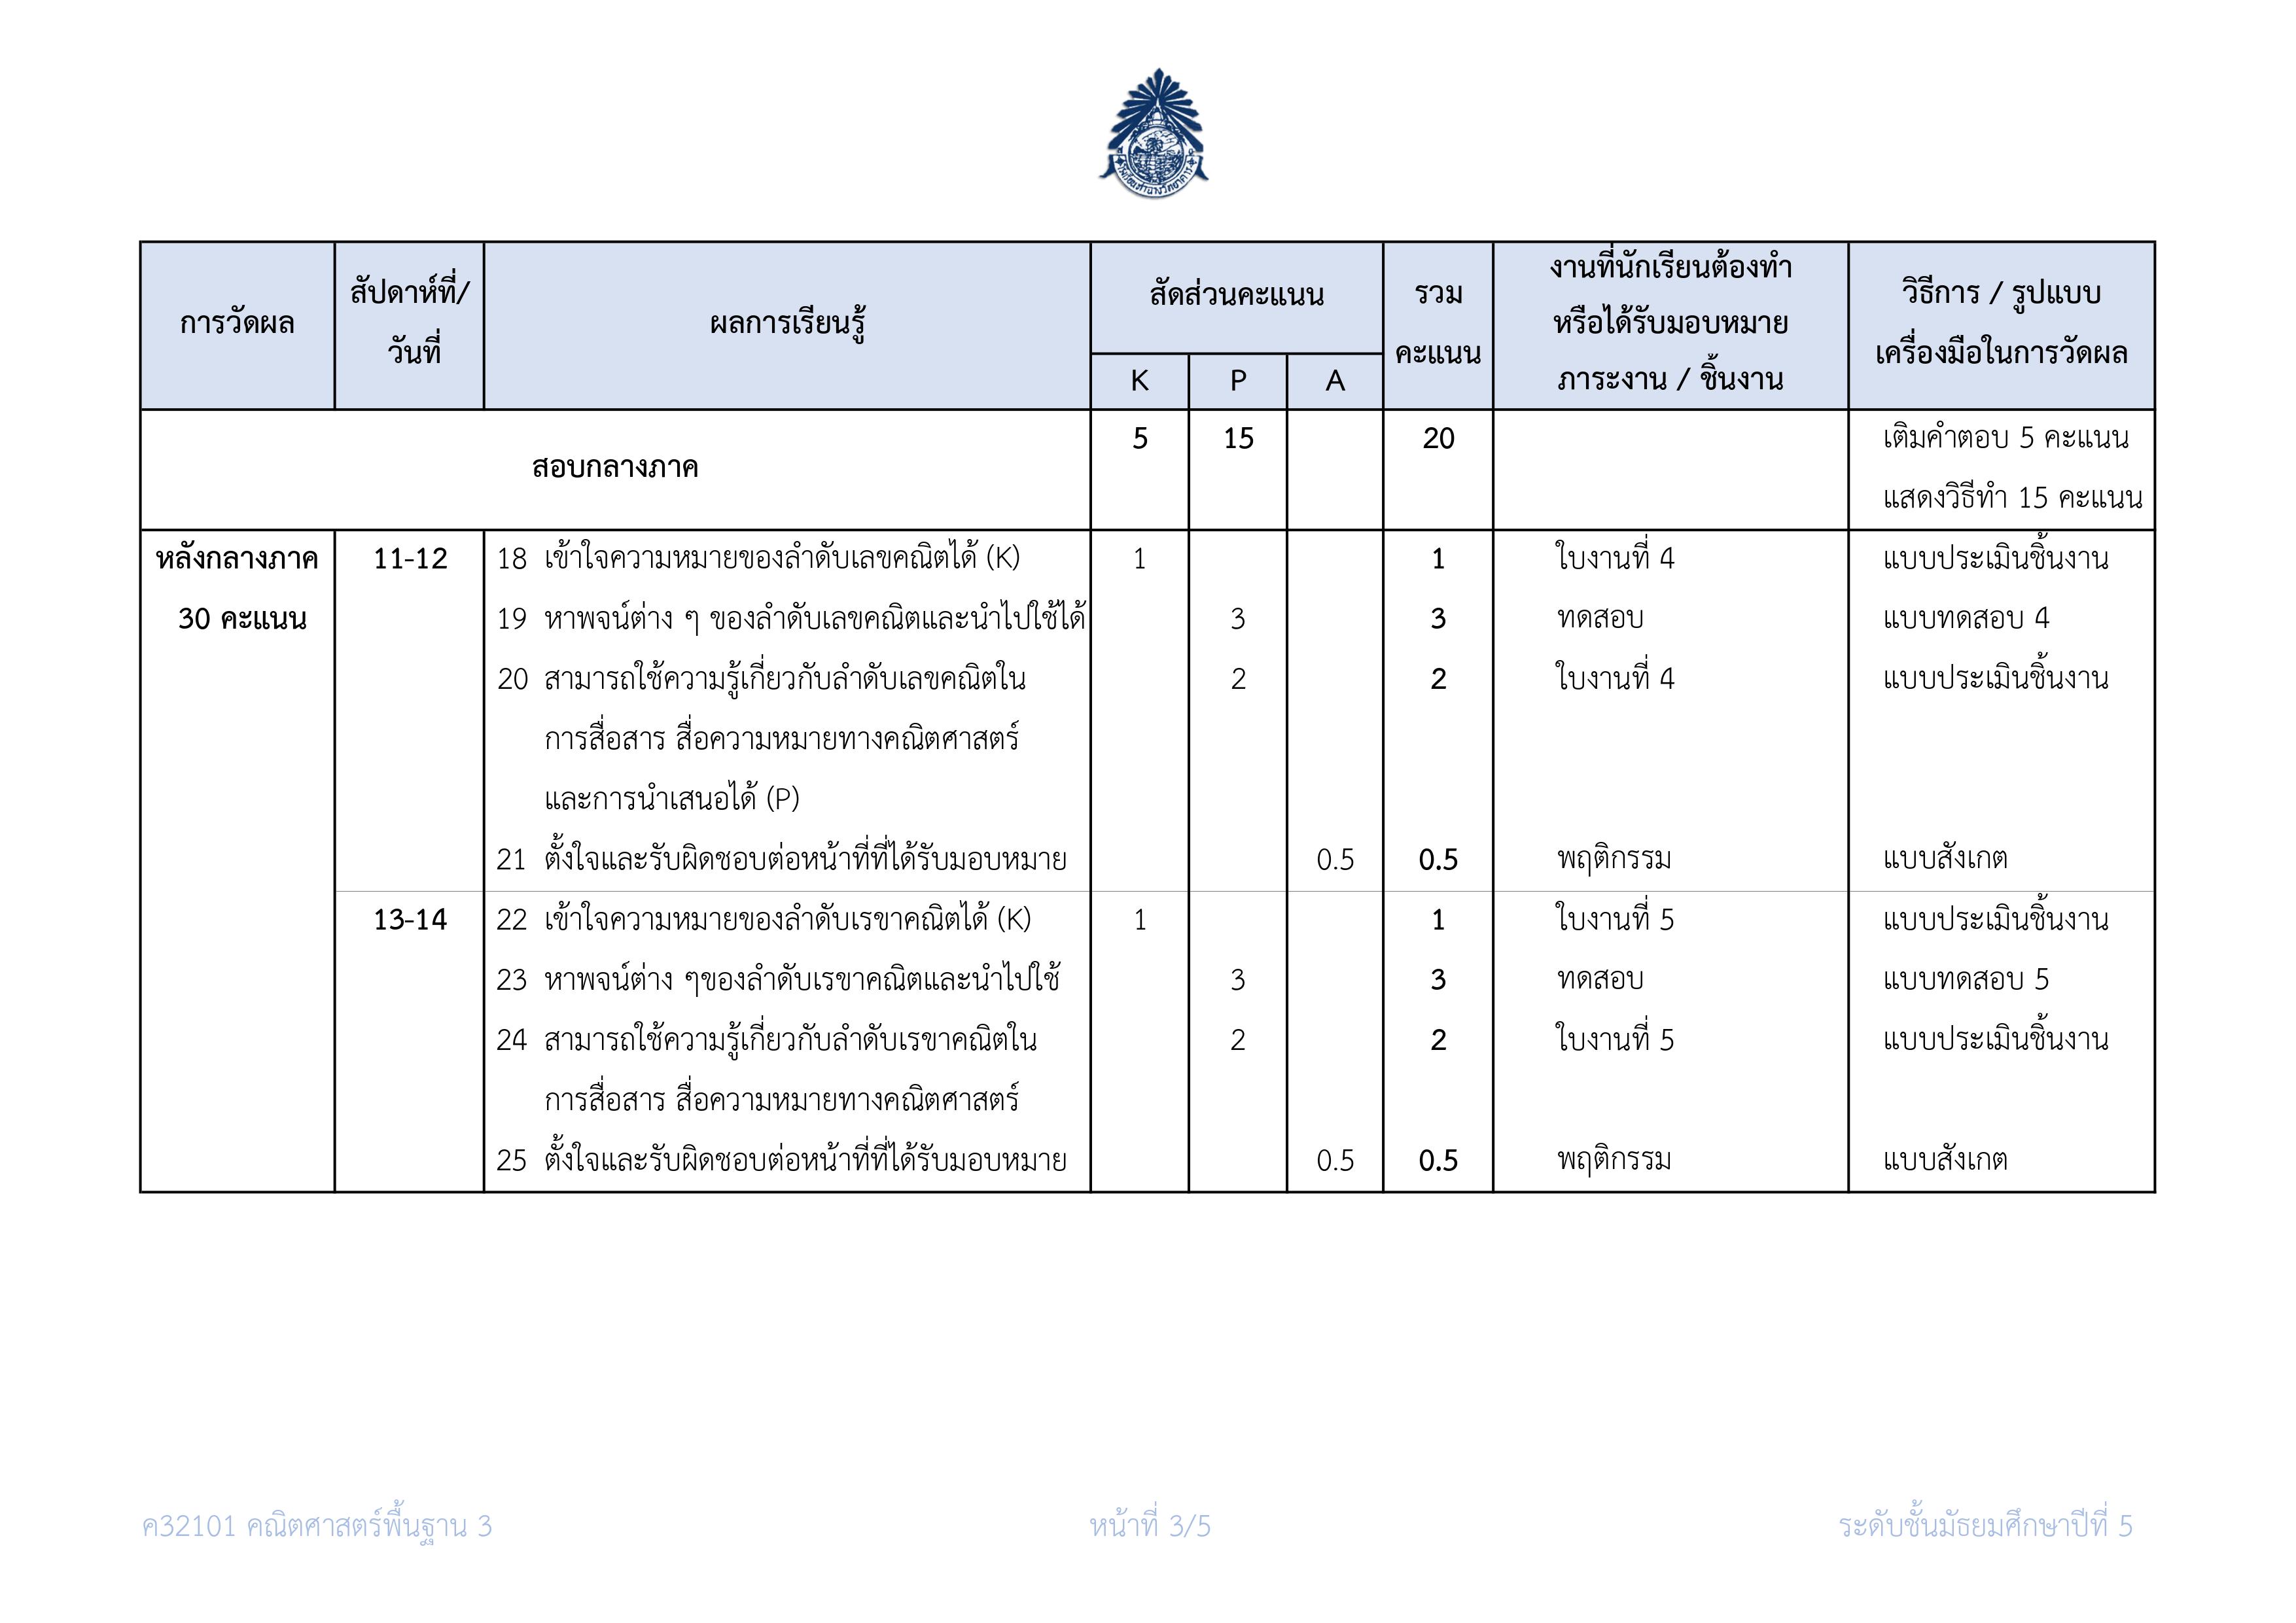 โรงเรียนสำอางวิทยาคาร
การวัดผล
สัปดาห์ที่/
วันที่
ผลการเรียนรู้
สัดส่วนคะแนน
K P A
รวม
คะแนน
งานที่นักเรียนต้องทำ
หรือได้รับมอบหมาย
ภาระงาน / ชิ้นงาน
วิธีการ / รูปแบบ
เครื่องมือในการวัดผล
สอบกลางภาค 5 15 20 เติมคำตอบ 5 คะแนน
แสดงวิธีทำ 15 คะแนน
หลังกลางภาค 11-12 18 เข้าใจความหมายของลำดับเลขคณิตได้ (K) 1 1 ใบงานที่ 4 แบบประเมินชิ้นงาน
30 คะแนน 19 หาพจน์ต่าง ๆ ของลำดับเลขคณิตและนำไปใช้ได้ 3 3 ทดสอบ แบบทดสอบ 4
20 สามารถใช้ความรู้เกี่ยวกับลำดับเลขคณิตใน 2 2 ใบงานที่ 4 แบบประเมินชิ้นงาน
การสื่อสาร สื่อความหมายทางคณิตศาสตร์
และการนำเสนอได้ (P)
21 ตั้งใจและรับผิดชอบต่อหน้าที่ที่ได้รับมอบหมาย 0.5 0.5 พฤติกรรม แบบสังเกต
13-14 22 เข้าใจความหมายของลำดับเรขาคณิตได้ (K) 1 1 ใบงานที่ 5 แบบประเมินชิ้นงาน
23 หาพจน์ต่าง ๆของลำดับเรขาคณิตและนำไปใช้ 3 3 ทดสอบ แบบทดสอบ 5
24 สามารถใช้ความรู้เกี่ยวกับลำดับเรขาคณิตใน 2 2 ใบงานที่ 5 แบบประเมินชิ้นงาน
การสื่อสาร สื่อความหมายทางคณิตศาสตร์
25 ตั้งใจและรับผิดชอบต่อหน้าที่ที่ได้รับมอบหมาย 0.5 0.5 พฤติกรรม แบบสังเกต
ค32101 คณิตศาสตร์พื้นฐาน 3 หน้าที่ 3/5 ระดับชั้นมัธยมศึกษาปีที่ 5